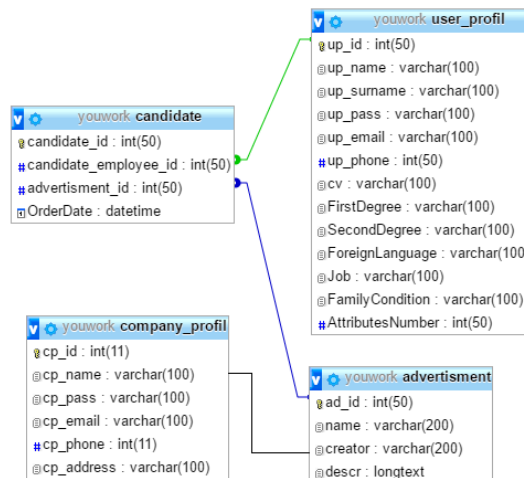 youwork user_profil
up_id : int(50)
up_name : varchar(100)
up_surname : varchar(100)
up_pass : varchar(100)
up_email : varchar(100)
up_phone : int(50)
cv : varchar(100)
FirstDegree : varchar(100)
SecondDegree : varchar(100)
ForeignLanguage : varchar(100
Job : varchar(100)
FamilyCondition : varchar(100)
AttributesNumber : int(50)
youwork candidate
candidate_id : int(50)
candidate_employee_id : int(50)
advertisment_id : int(50)
OrderDate : datetime
youwork company_profil
cp_id : int(11)
cp_name : varchar(100)
cp_pass : varchar(100)
cp_email : varchar(100)
cp_phone : int(11)
cp_address : varchar(100)
youwork advertisment
ad_id : int(50)
name : varchar(200)
creator : varchar(200)
descr : longtext